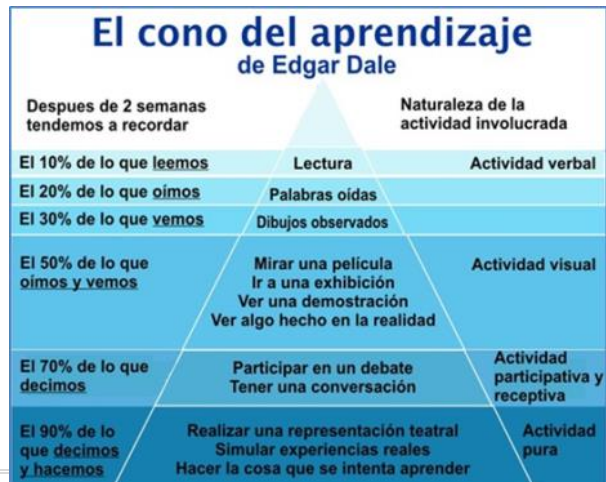 El cono del aprendizaje
de Edgar Dale
Despues de 2 semanas
tendemos a recordar
Naturaleza de la
actividad involucrada
El 10% de lo que leemos
Lectura
Actividad verbal
El 20% de lo que oímos
Palabras oídas
El 30% de lo que vemos
Dibujos observados
El 50% de lo que
oímos y vemos
Mirar una película
Ir a una exhibición
Ver una demostración
Ver algo hecho en la realidad
Actividad visual
El 70% de lo que
decimos
Participar en un debate
Tener una conversación
Actividad
participativa y
receptiva
El 90% de lo
que decimos
y hacemos
Realizar una representación teatral
Simular experiencias reales
Hacer la cosa que se intenta aprender
Actividad
pura